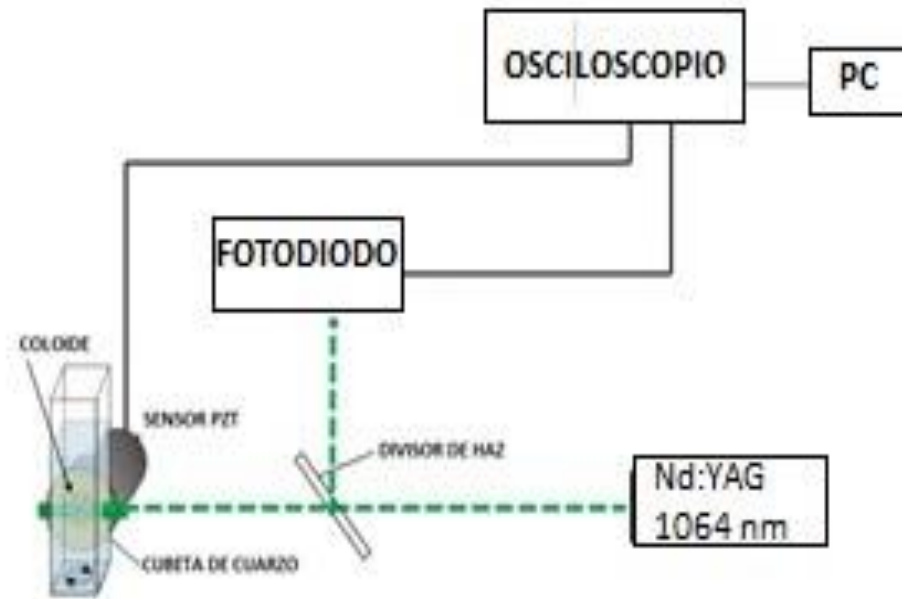 OSCILOSCOPIO
PC
FOTODIODO
COLOIDE
SENSOR PZT
DIVISOR DE HAZ
Nd:YAG
1064 nm
CUBETA DE CUARZO